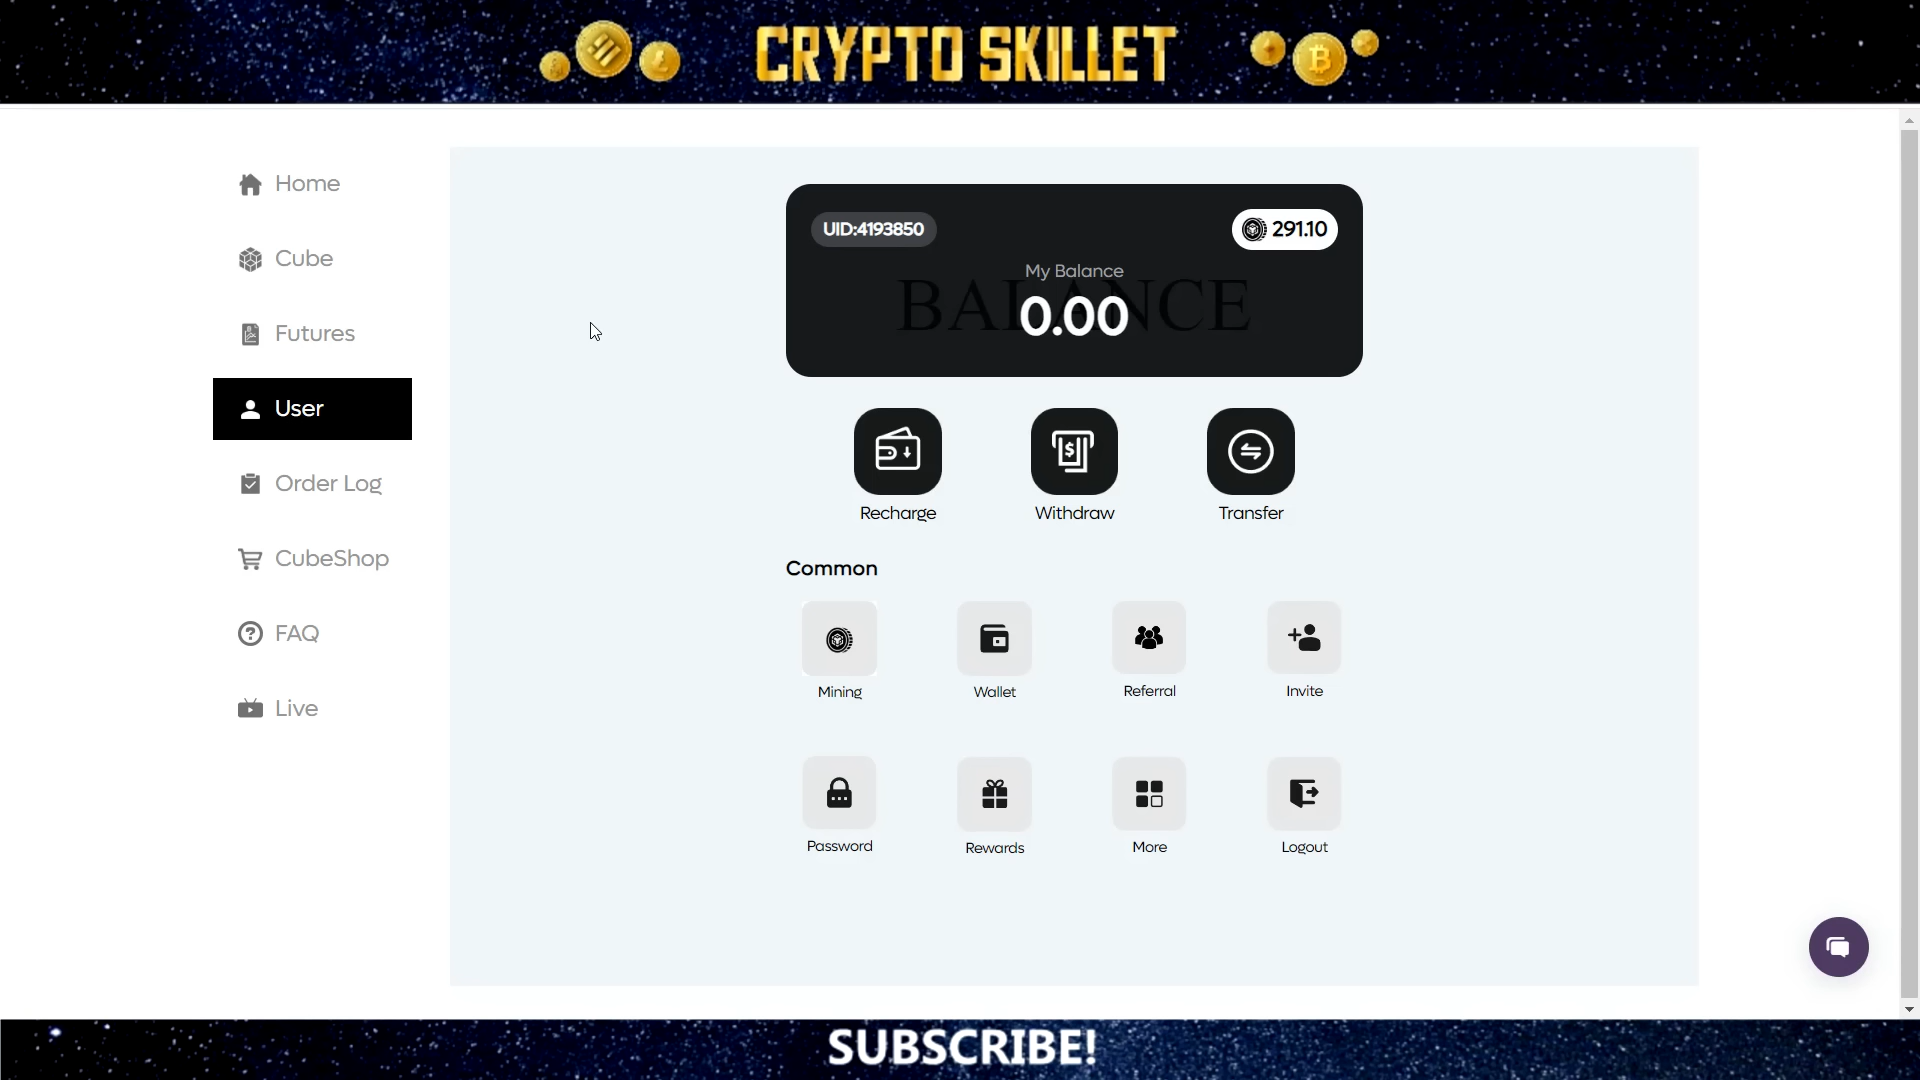 CRYPTO SKILLET
Home
Cube
Futures
User
Order Log
CubeShop
FAQ
Live
UID:4193850
291.10
My Balance
BALANCE
0.00
Recharge
Withdraw
Transfer
Common
Mining
Wallet
Referral
Invite
Password
Rewards
More
Logout
SUBSCRIBE!